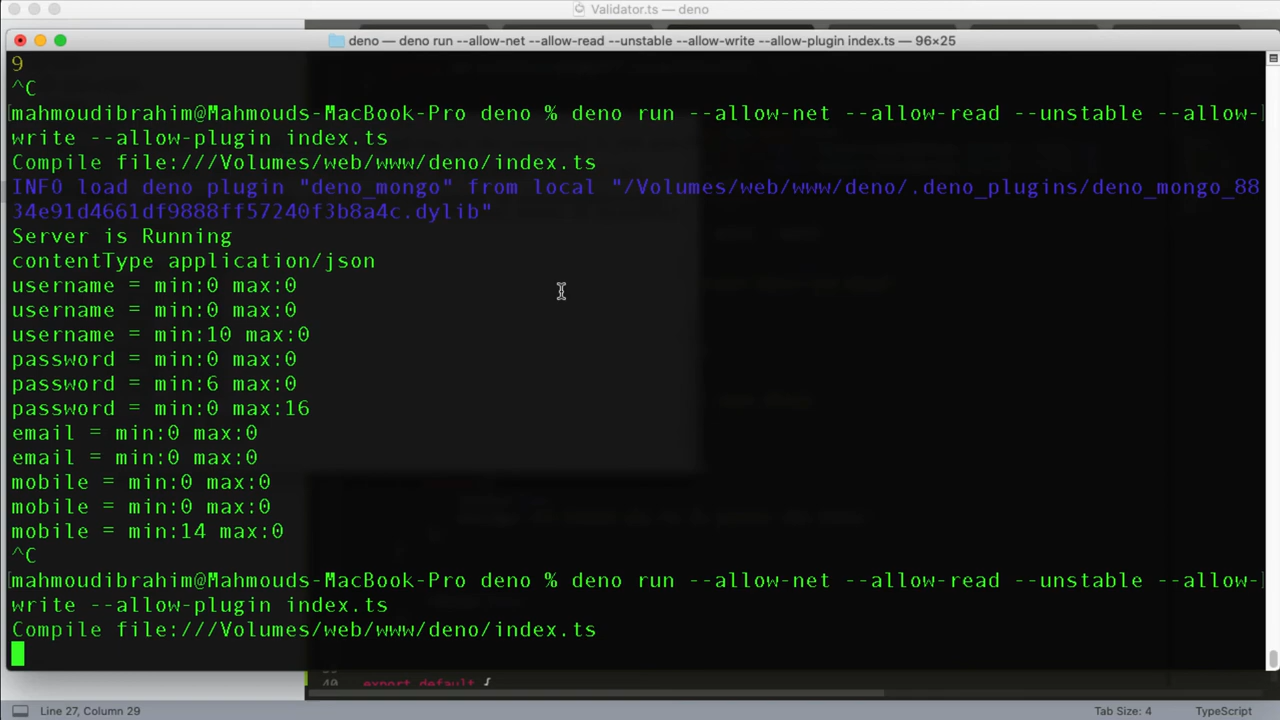 Validator.ts — deno
deno — deno run --allow-net --allow-read --unstable --allow-write --allow-plugin index.ts — 96×25
9
^C
[mahmoudibrahim@Mahmouds-MacBook-Pro deno % deno run --allow-net --allow-read --unstable --allow-]
write --allow-plugin index.ts
Compile file:///Volumes/web/www/deno/index.ts
INFO load deno plugin "deno_mongo" from local "/Volumes/web/www/deno/.deno_plugins/deno_mongo_88
34e91d4661df9888ff57240f3b8a4c.dylib"
Server is Running
contentType application/json
username = min:0 max:0
username = min:0 max:0
username = min:10 max:0
password = min:0 max:0
password = min:6 max:0
password = min:0 max:16
email = min:0 max:0
email = min:0 max:0
mobile = min:0 max:0
mobile = min:0 max:0
mobile = min:14 max:0
^C
[mahmoudibrahim@Mahmouds-MacBook-Pro deno % deno run --allow-net --allow-read --unstable --allow-]
write --allow-plugin index.ts
Compile file:///Volumes/web/www/deno/index.ts
40 export default {
Line 27, Column 29
Tab Size: 4
TypeScript